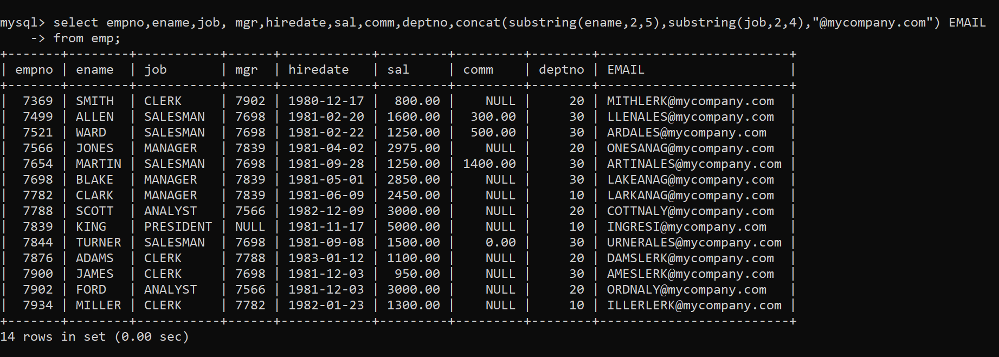 mysql> select empno,ename,job, mgr,hiredate,sal,comm,deptno,concat(substring(ename,2,5),substring(job,2,4),"@mycompany.com") EMAIL
    -> from emp;
+-------+--------+-----------+------+------------+---------+---------+--------+-------------------------+
| empno | ename  | job       | mgr  | hiredate   | sal     | comm    | deptno | EMAIL                   |
+-------+--------+-----------+------+------------+---------+---------+--------+-------------------------+
|  7369 | SMITH  | CLERK     | 7902 | 1980-12-17 |  800.00 |    NULL |     20 | MITHLERK@mycompany.com  |
|  7499 | ALLEN  | SALESMAN  | 7698 | 1981-02-20 | 1600.00 |  300.00 |     30 | LLENALES@mycompany.com  |
|  7521 | WARD   | SALESMAN  | 7698 | 1981-02-22 | 1250.00 |  500.00 |     30 | ARDALES@mycompany.com   |
|  7566 | JONES  | MANAGER   | 7839 | 1981-04-02 | 2975.00 |    NULL |     20 | ONESANAG@mycompany.com  |
|  7654 | MARTIN | SALESMAN  | 7698 | 1981-09-28 | 1250.00 | 1400.00 |     30 | ARTINALES@mycompany.com |
|  7698 | BLAKE  | MANAGER   | 7839 | 1981-05-01 | 2850.00 |    NULL |     30 | LAKEANAG@mycompany.com  |
|  7782 | CLARK  | MANAGER   | 7839 | 1981-06-09 | 2450.00 |    NULL |     10 | LARKANAG@mycompany.com  |
|  7788 | SCOTT  | ANALYST   | 7566 | 1982-12-09 | 3000.00 |    NULL |     20 | COTTNALY@mycompany.com  |
|  7839 | KING   | PRESIDENT | NULL | 1981-11-17 | 5000.00 |    NULL |     10 | INGRESI@mycompany.com   |
|  7844 | TURNER | SALESMAN  | 7698 | 1981-09-08 | 1500.00 |    0.00 |     30 | URNERALES@mycompany.com |
|  7876 | ADAMS  | CLERK     | 7788 | 1983-01-12 | 1100.00 |    NULL |     20 | DAMSLERK@mycompany.com  |
|  7900 | JAMES  | CLERK     | 7698 | 1981-12-03 |  950.00 |    NULL |     30 | AMESLERK@mycompany.com  |
|  7902 | FORD   | ANALYST   | 7566 | 1981-12-03 | 3000.00 |    NULL |     20 | ORDNALY@mycompany.com   |
|  7934 | MILLER | CLERK     | 7782 | 1982-01-23 | 1300.00 |    NULL |     10 | ILLERLERK@mycompany.com |
+-------+--------+-----------+------+------------+---------+---------+--------+-------------------------+
14 rows in set (0.00 sec)